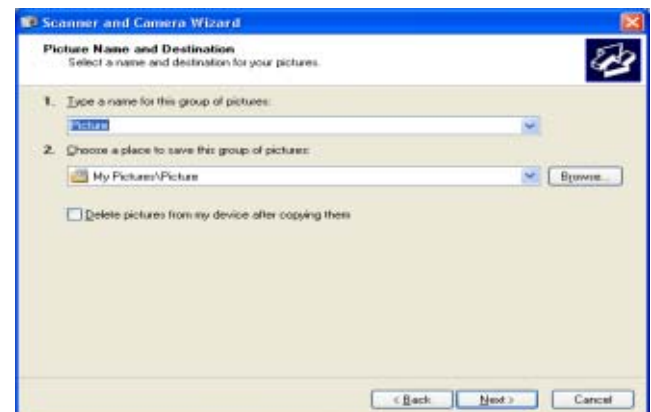 Scanner and Camera Wizard
Picture Name and Destination
Select a name and destination for your pictures.
1. Type a name for this group of pictures:
Picture
2. Choose a place to save this group of pictures:
My Pictures\Picture
Browse...
Delete pictures from my device after copying them
< Back Next > Cancel